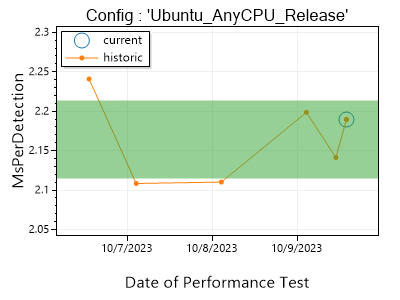 Config : 'Ubuntu_AnyCPU_Release'
current
historic
2.3
2.25
2.2
2.15
2.1
2.05
MsPerDetection
10/7/2023
10/8/2023
10/9/2023
Date of Performance Test